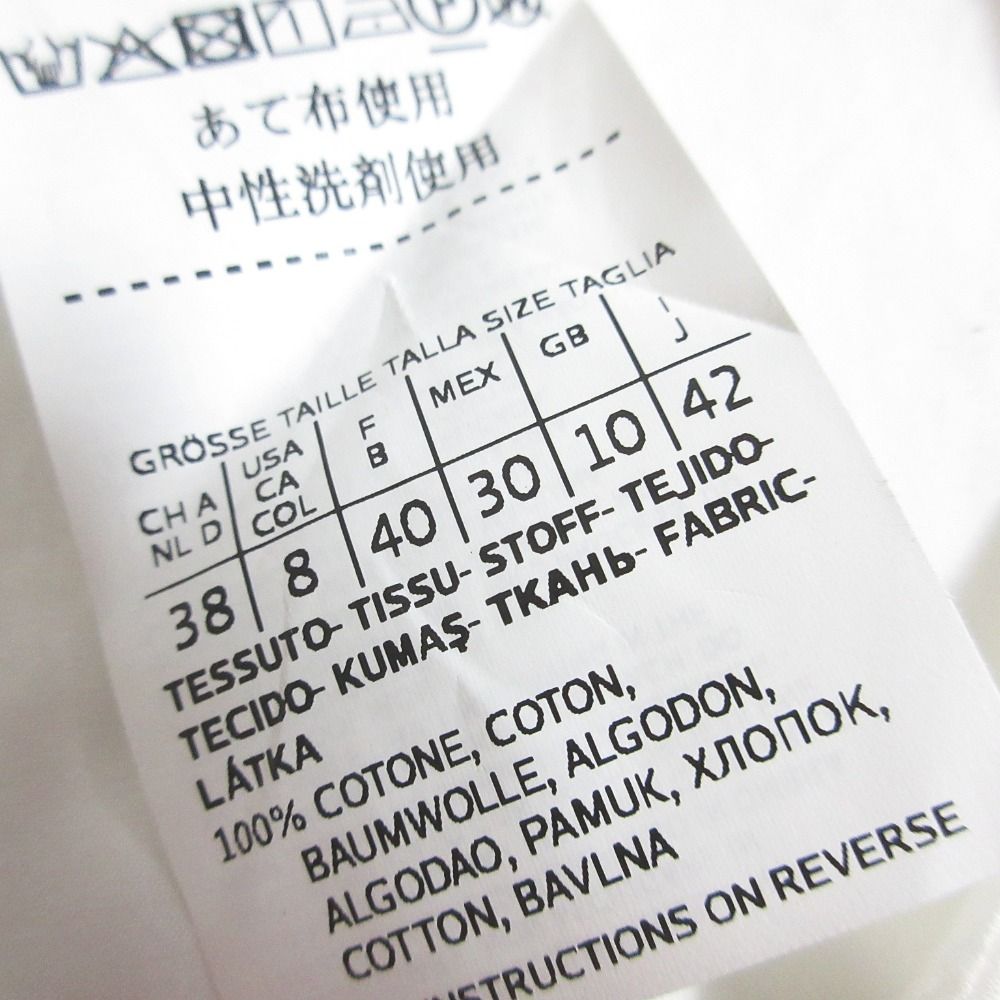 あて布使用
中性洗剤使用
GRÖSSE TAILLE TALLA SIZE TAGLIA
CH A NL D USA CA COL F B MEX GB I J
38 8 40 30 10 42
TESSUTO- TISSU- STOFF- TEJIDO-
TECIDO- KUMAŞ- ТКАНЬ- FABRIC-
LÁTKA
100% COTONE, COTON,
BAUMWOLLE, ALGODON,
ALGODAO, PAMUK, ХЛОПОК,
COTTON, BAVLNA
INSTRUCTIONS ON REVERSE